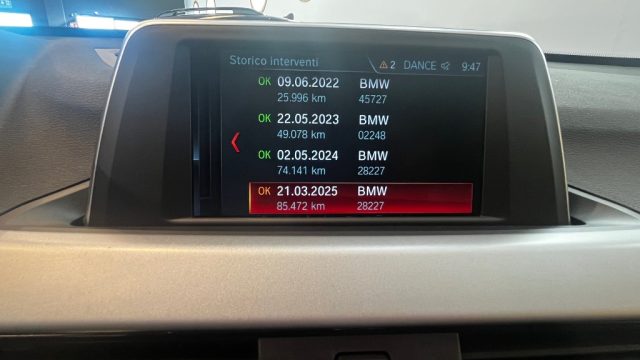 Storico interventi 2 DANCE 9:47
OK 09.06.2022 BMW
25.996 km 45727
OK 22.05.2023 BMW
49.078 km 02248
OK 02.05.2024 BMW
74.141 km 28227
OK 21.03.2025 BMW
85.472 km 28227